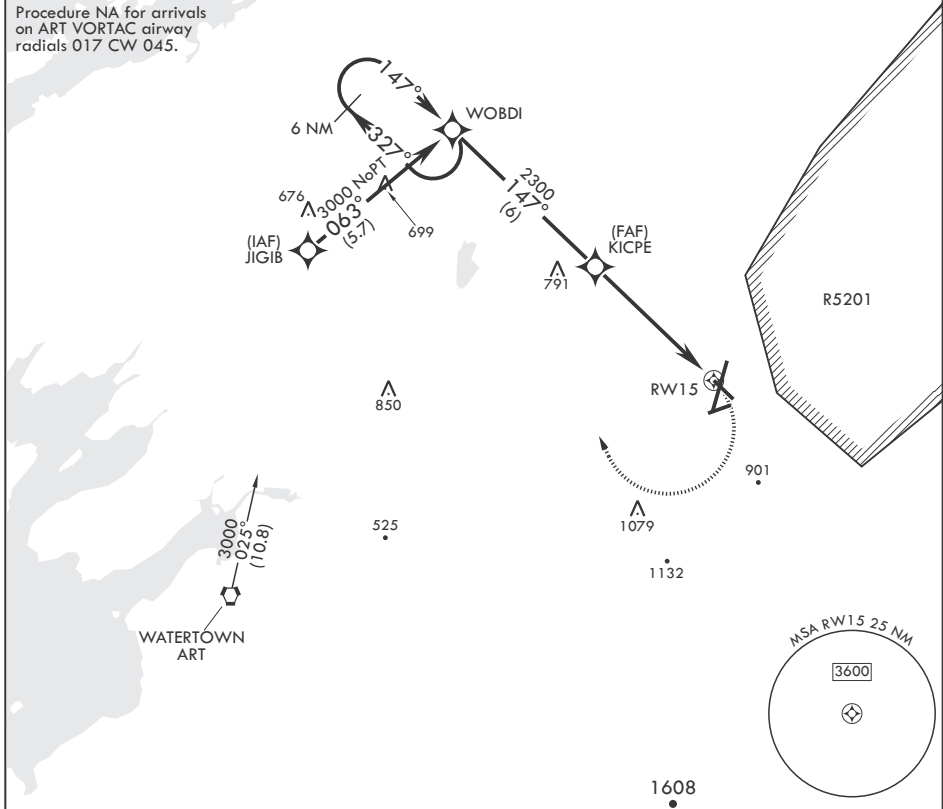 Procedure NA for arrivals
on ART VORTAC airway
radials 017 CW 045.
147°
WOBDI
6 NM
327°
676
3000 NoPT
063°
(5.7)
699
(IAF)
JIGIB
2300
147°
(6)
(FAF)
KICPE
791
R5201
RW15
850
901
1079
525
1132
3000
025°
(10.8)
WATERTOWN
ART
MSA RW15 25 NM
3600
1608